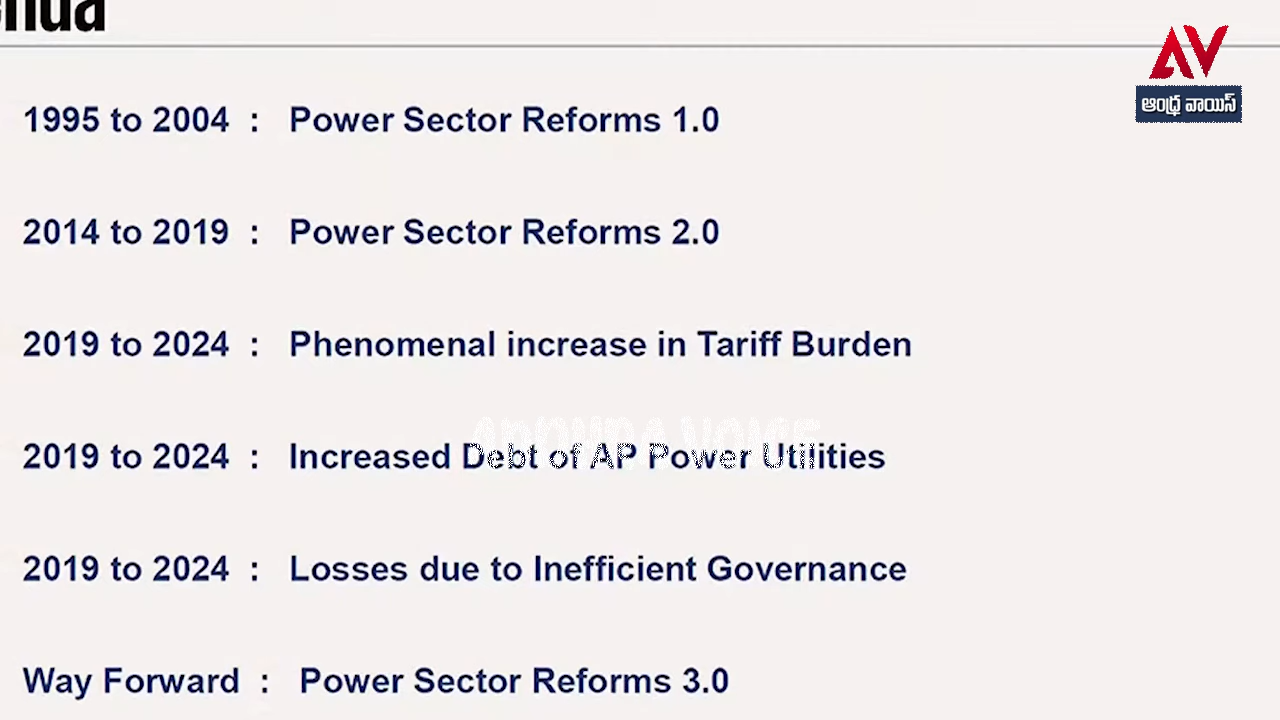 AV
ఆంధ్ర వాయిస్
1995 to 2004 : Power Sector Reforms 1.0
2014 to 2019 : Power Sector Reforms 2.0
2019 to 2024 : Phenomenal increase in Tariff Burden
2019 to 2024 : Increased Debt of AP Power Utilities
2019 to 2024 : Losses due to Inefficient Governance
Way Forward : Power Sector Reforms 3.0